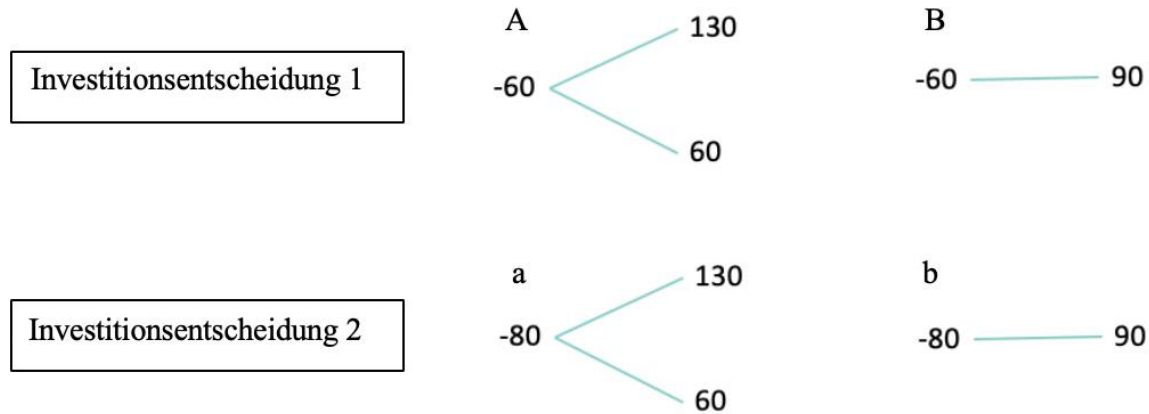 A
B
130
Investitionsentscheidung 1
-60
-60
90
60
a
b
130
Investitionsentscheidung 2
-80
-80
90
60